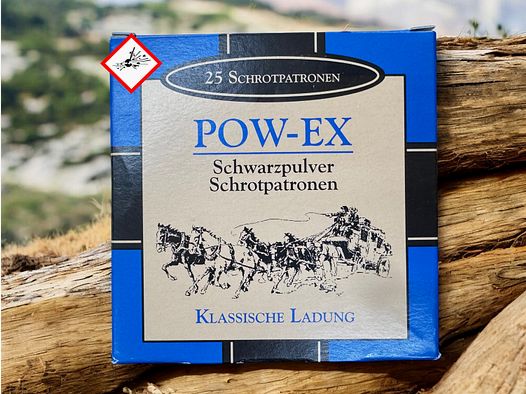 25 SCHROTPATRONEN
POW-EX
Schwarzpulver
Schrotpatronen
KLASSISCHE LADUNG